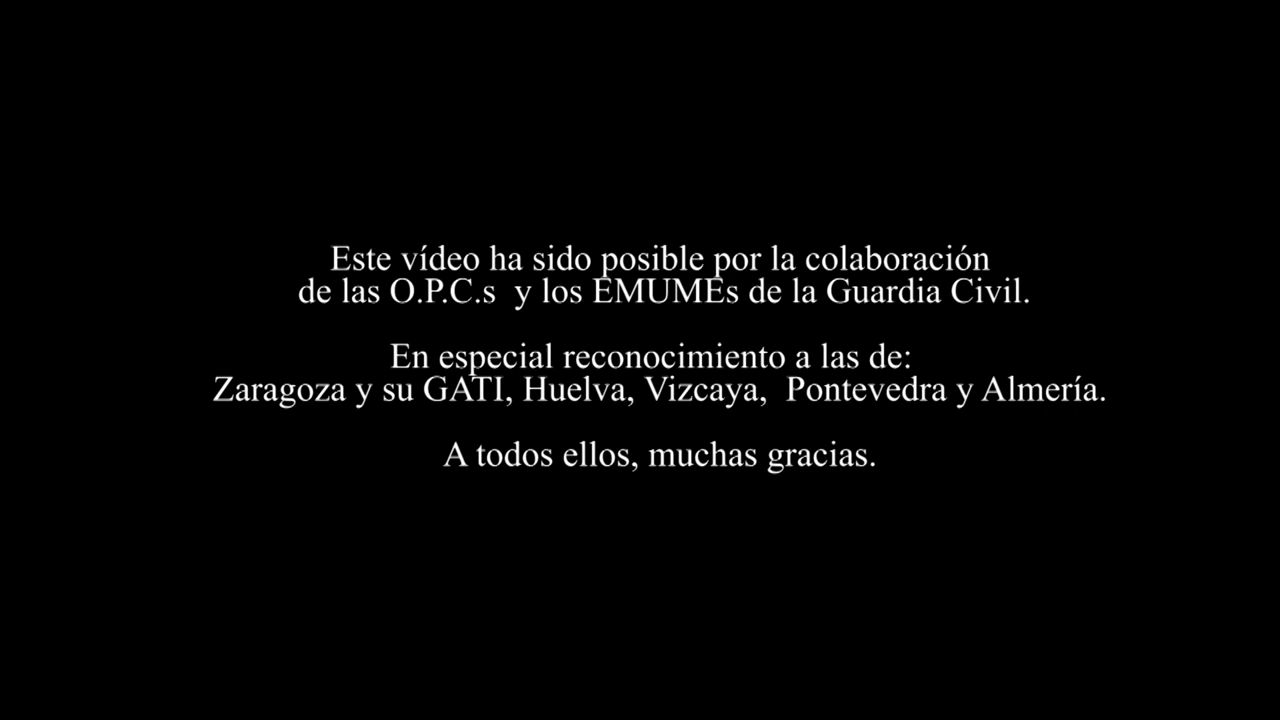 Este vídeo ha sido posible por la colaboración
de las O.P.C.s  y los EMUMEs de la Guardia Civil.
En especial reconocimiento a las de:
Zaragoza y su GATI, Huelva, Vizcaya,  Pontevedra y Almería.
A todos ellos, muchas gracias.